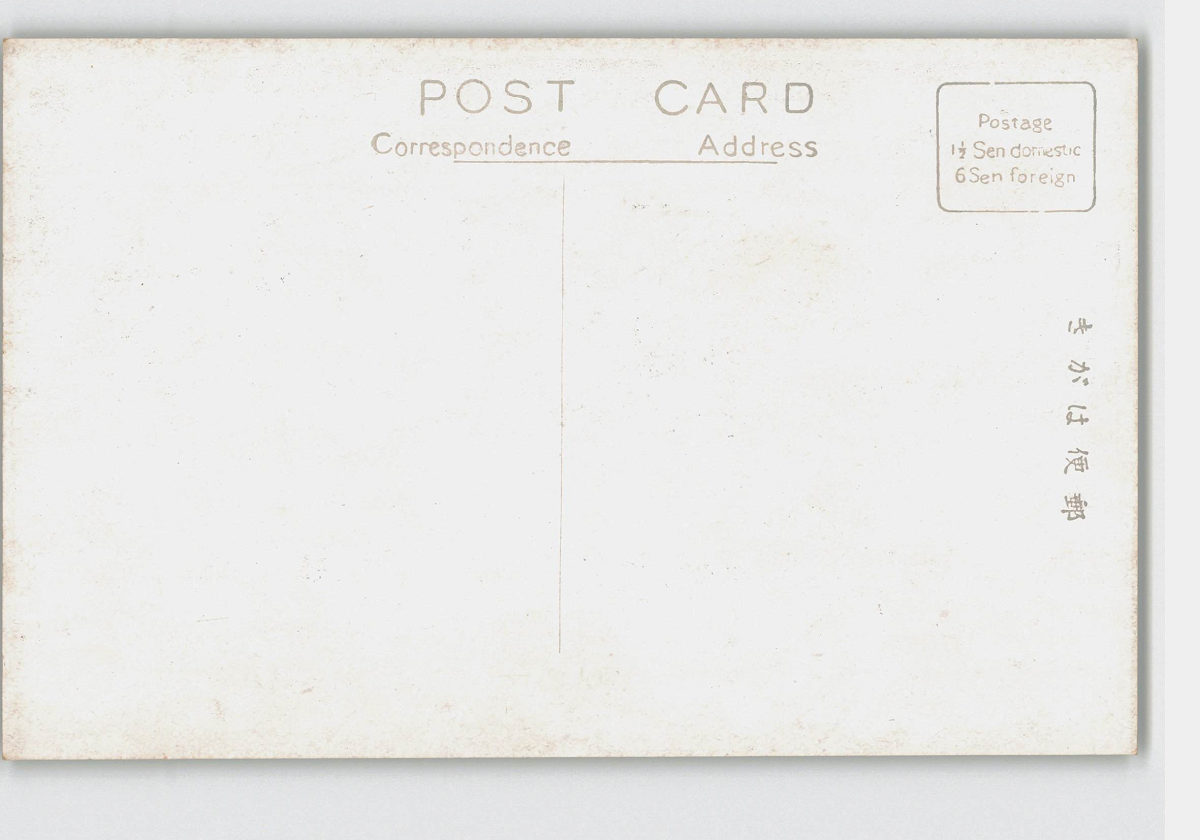 POST CARD
Correspondence Address
Postage
1½ Sen domestic
6 Sen foreign
郵便はがき